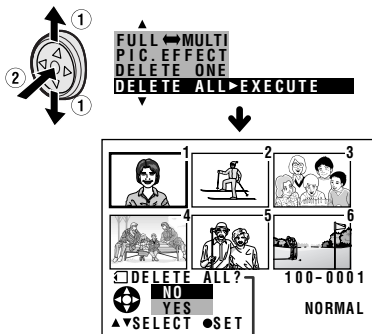 ①
②
①
FULL⇔MULTI
PIC.EFFECT
DELETE ONE
DELETE ALL►EXECUTE
1 2 3
4 5 6
DELETE ALL?
100-0001
NO
YES
NORMAL
▲▼SELECT ●SET